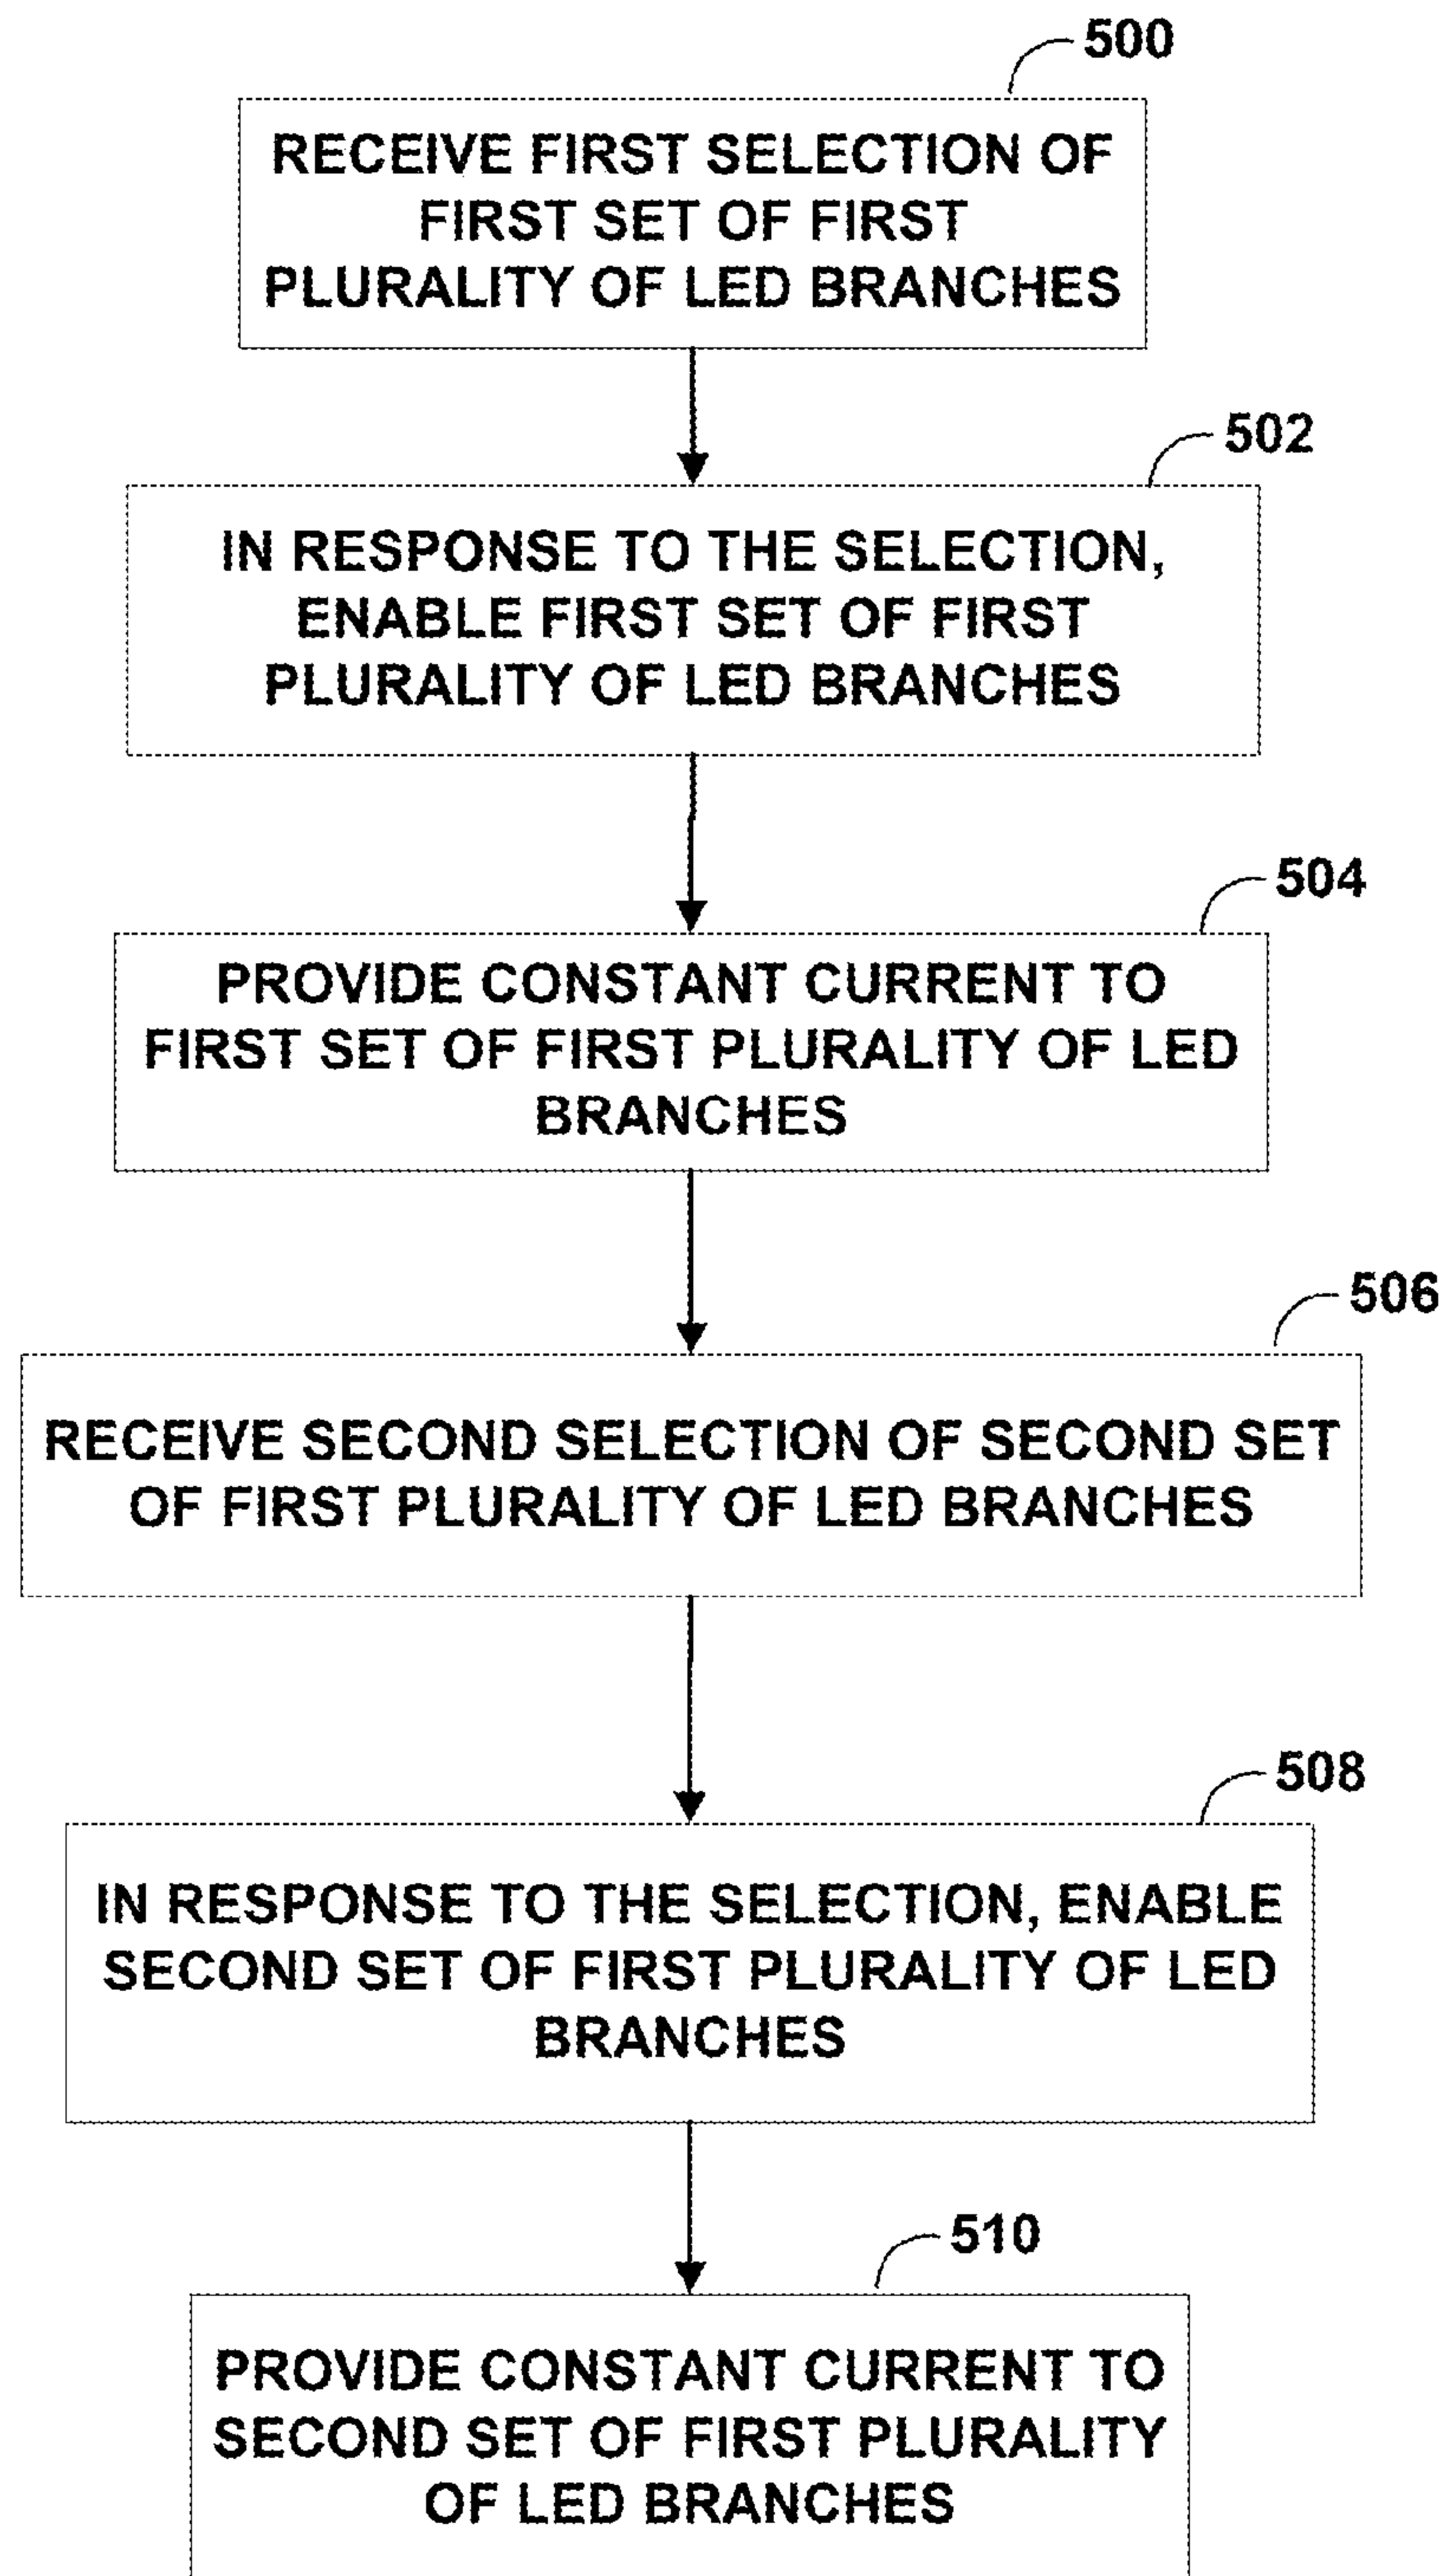 500
RECEIVE FIRST SELECTION OF
FIRST SET OF FIRST
PLURALITY OF LED BRANCHES
502
IN RESPONSE TO THE SELECTION,
ENABLE FIRST SET OF FIRST
PLURALITY OF LED BRANCHES
504
PROVIDE CONSTANT CURRENT TO
FIRST SET OF FIRST PLURALITY OF LED
BRANCHES
506
RECEIVE SECOND SELECTION OF SECOND SET
OF FIRST PLURALITY OF LED BRANCHES
508
IN RESPONSE TO THE SELECTION, ENABLE
SECOND SET OF FIRST PLURALITY OF LED
BRANCHES
510
PROVIDE CONSTANT CURRENT TO
SECOND SET OF FIRST PLURALITY
OF LED BRANCHES